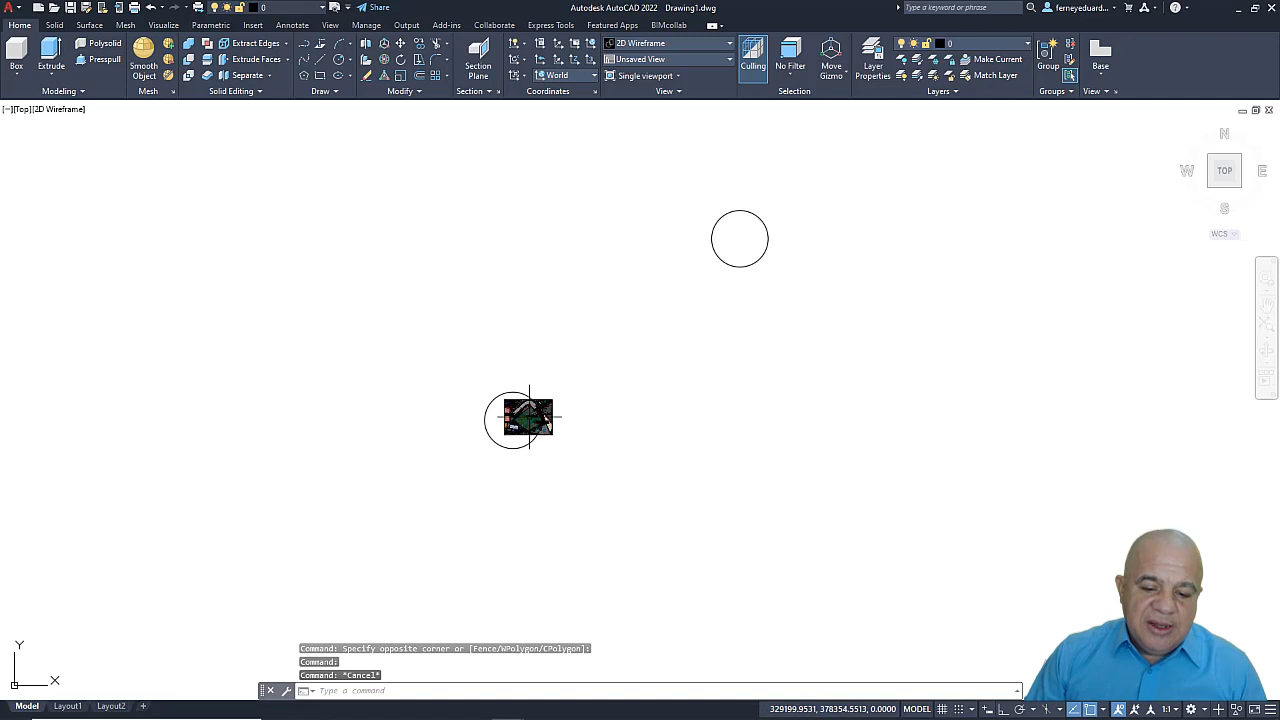 A 0 Share Autodesk AutoCAD 2022 Drawing1.dwg Type a keyword or phrase ferneyeduard...
Home Solid Surface Mesh Visualize Parametric Insert Annotate View Manage Output Add-ins Collaborate Express Tools Featured Apps BIMcollab
Polysolid Extract Edges 2D Wireframe 0
Presspull Extrude Faces Unsaved View Make Current
Box Extrude Smooth Object Separate Section Plane World Single viewport Culling No Filter Move Gizmo Layer Properties Match Layer Group Base
Mesh Solid Editing Draw Modify Section Coordinates View Selection Layers Groups View
[−][Top][2D Wireframe]
N
W TOP E
S
WCS
Y
X
Command: Specify opposite corner or [Fence/WPolygon/CPolygon]:
Command:
Command: *Cancel*
Type a command
Model Layout1 Layout2 + 329199.9531, 378354.5513, 0.0000 MODEL 1:1